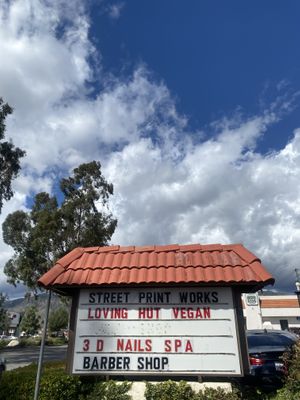 STREET PRINT WORKS
LOVING HUT VEGAN
3 D NAILS SPA
BARBER SHOP